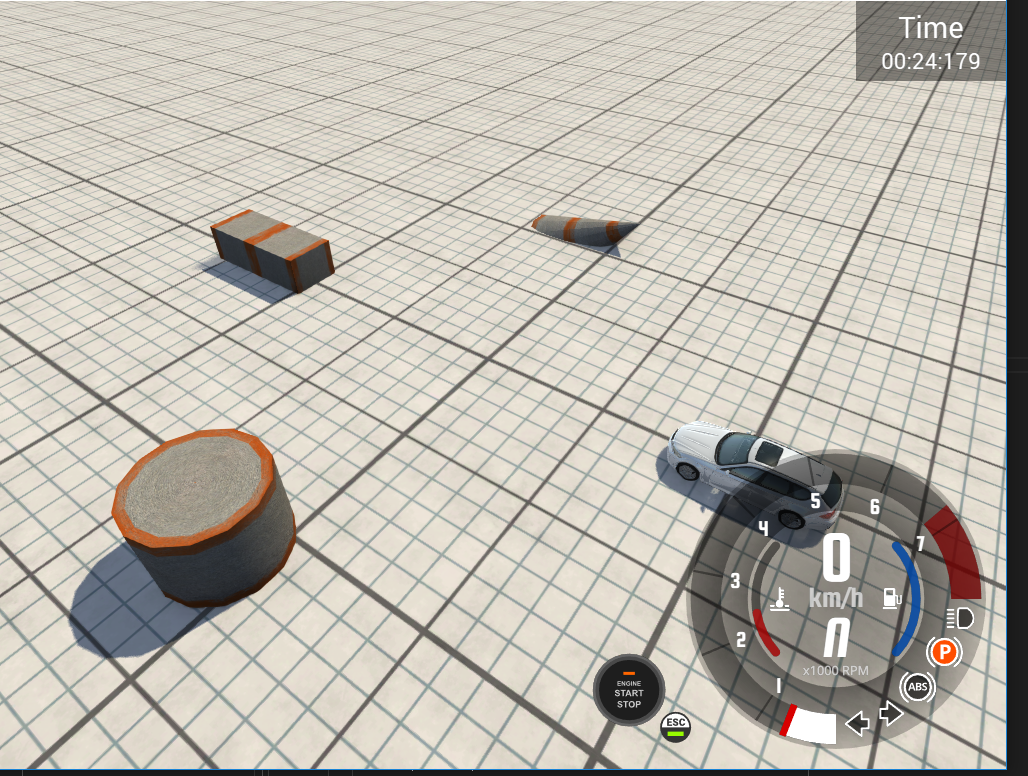 Time
00:24:179
5
6
4
7
0
3
km/h
2
0
x1000 RPM
P
1
ENGINE
START
STOP
ABS
ESC